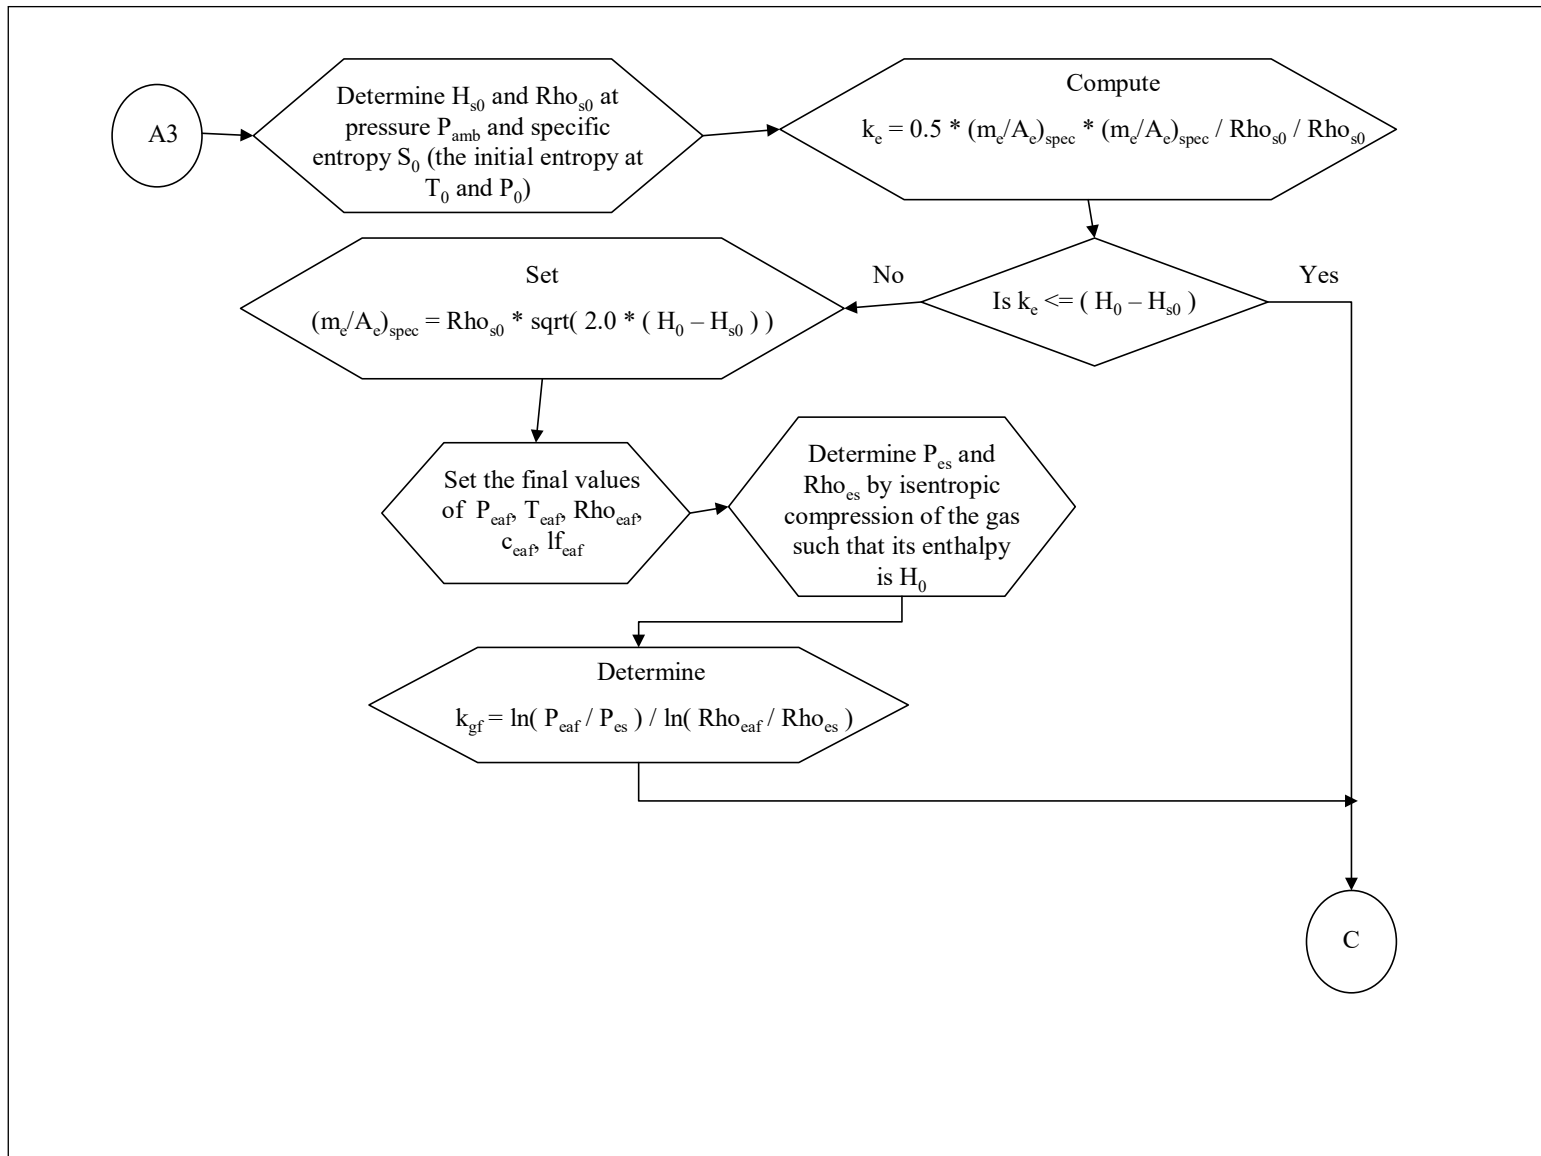 A3
Determine H_s0 and Rho_s0 at
pressure P_amb and specific
entropy S_0 (the initial entropy at
T_0 and P_0)
Compute
k_e = 0.5 * (m_e/A_e)_spec * (m_e/A_e)_spec / Rho_s0 / Rho_s0
Is k_e <= ( H_0 – H_s0 )
No
Yes
Set
(m_e/A_e)_spec = Rho_s0 * sqrt( 2.0 * ( H_0 – H_s0 ) )
Set the final values
of P_eaf, T_eaf, Rho_eaf,
c_eaf, lf_eaf
Determine P_es and
Rho_es by isentropic
compression of the gas
such that its enthalpy
is H_0
Determine
k_gf = ln( P_eaf / P_es ) / ln( Rho_eaf / Rho_es )
C